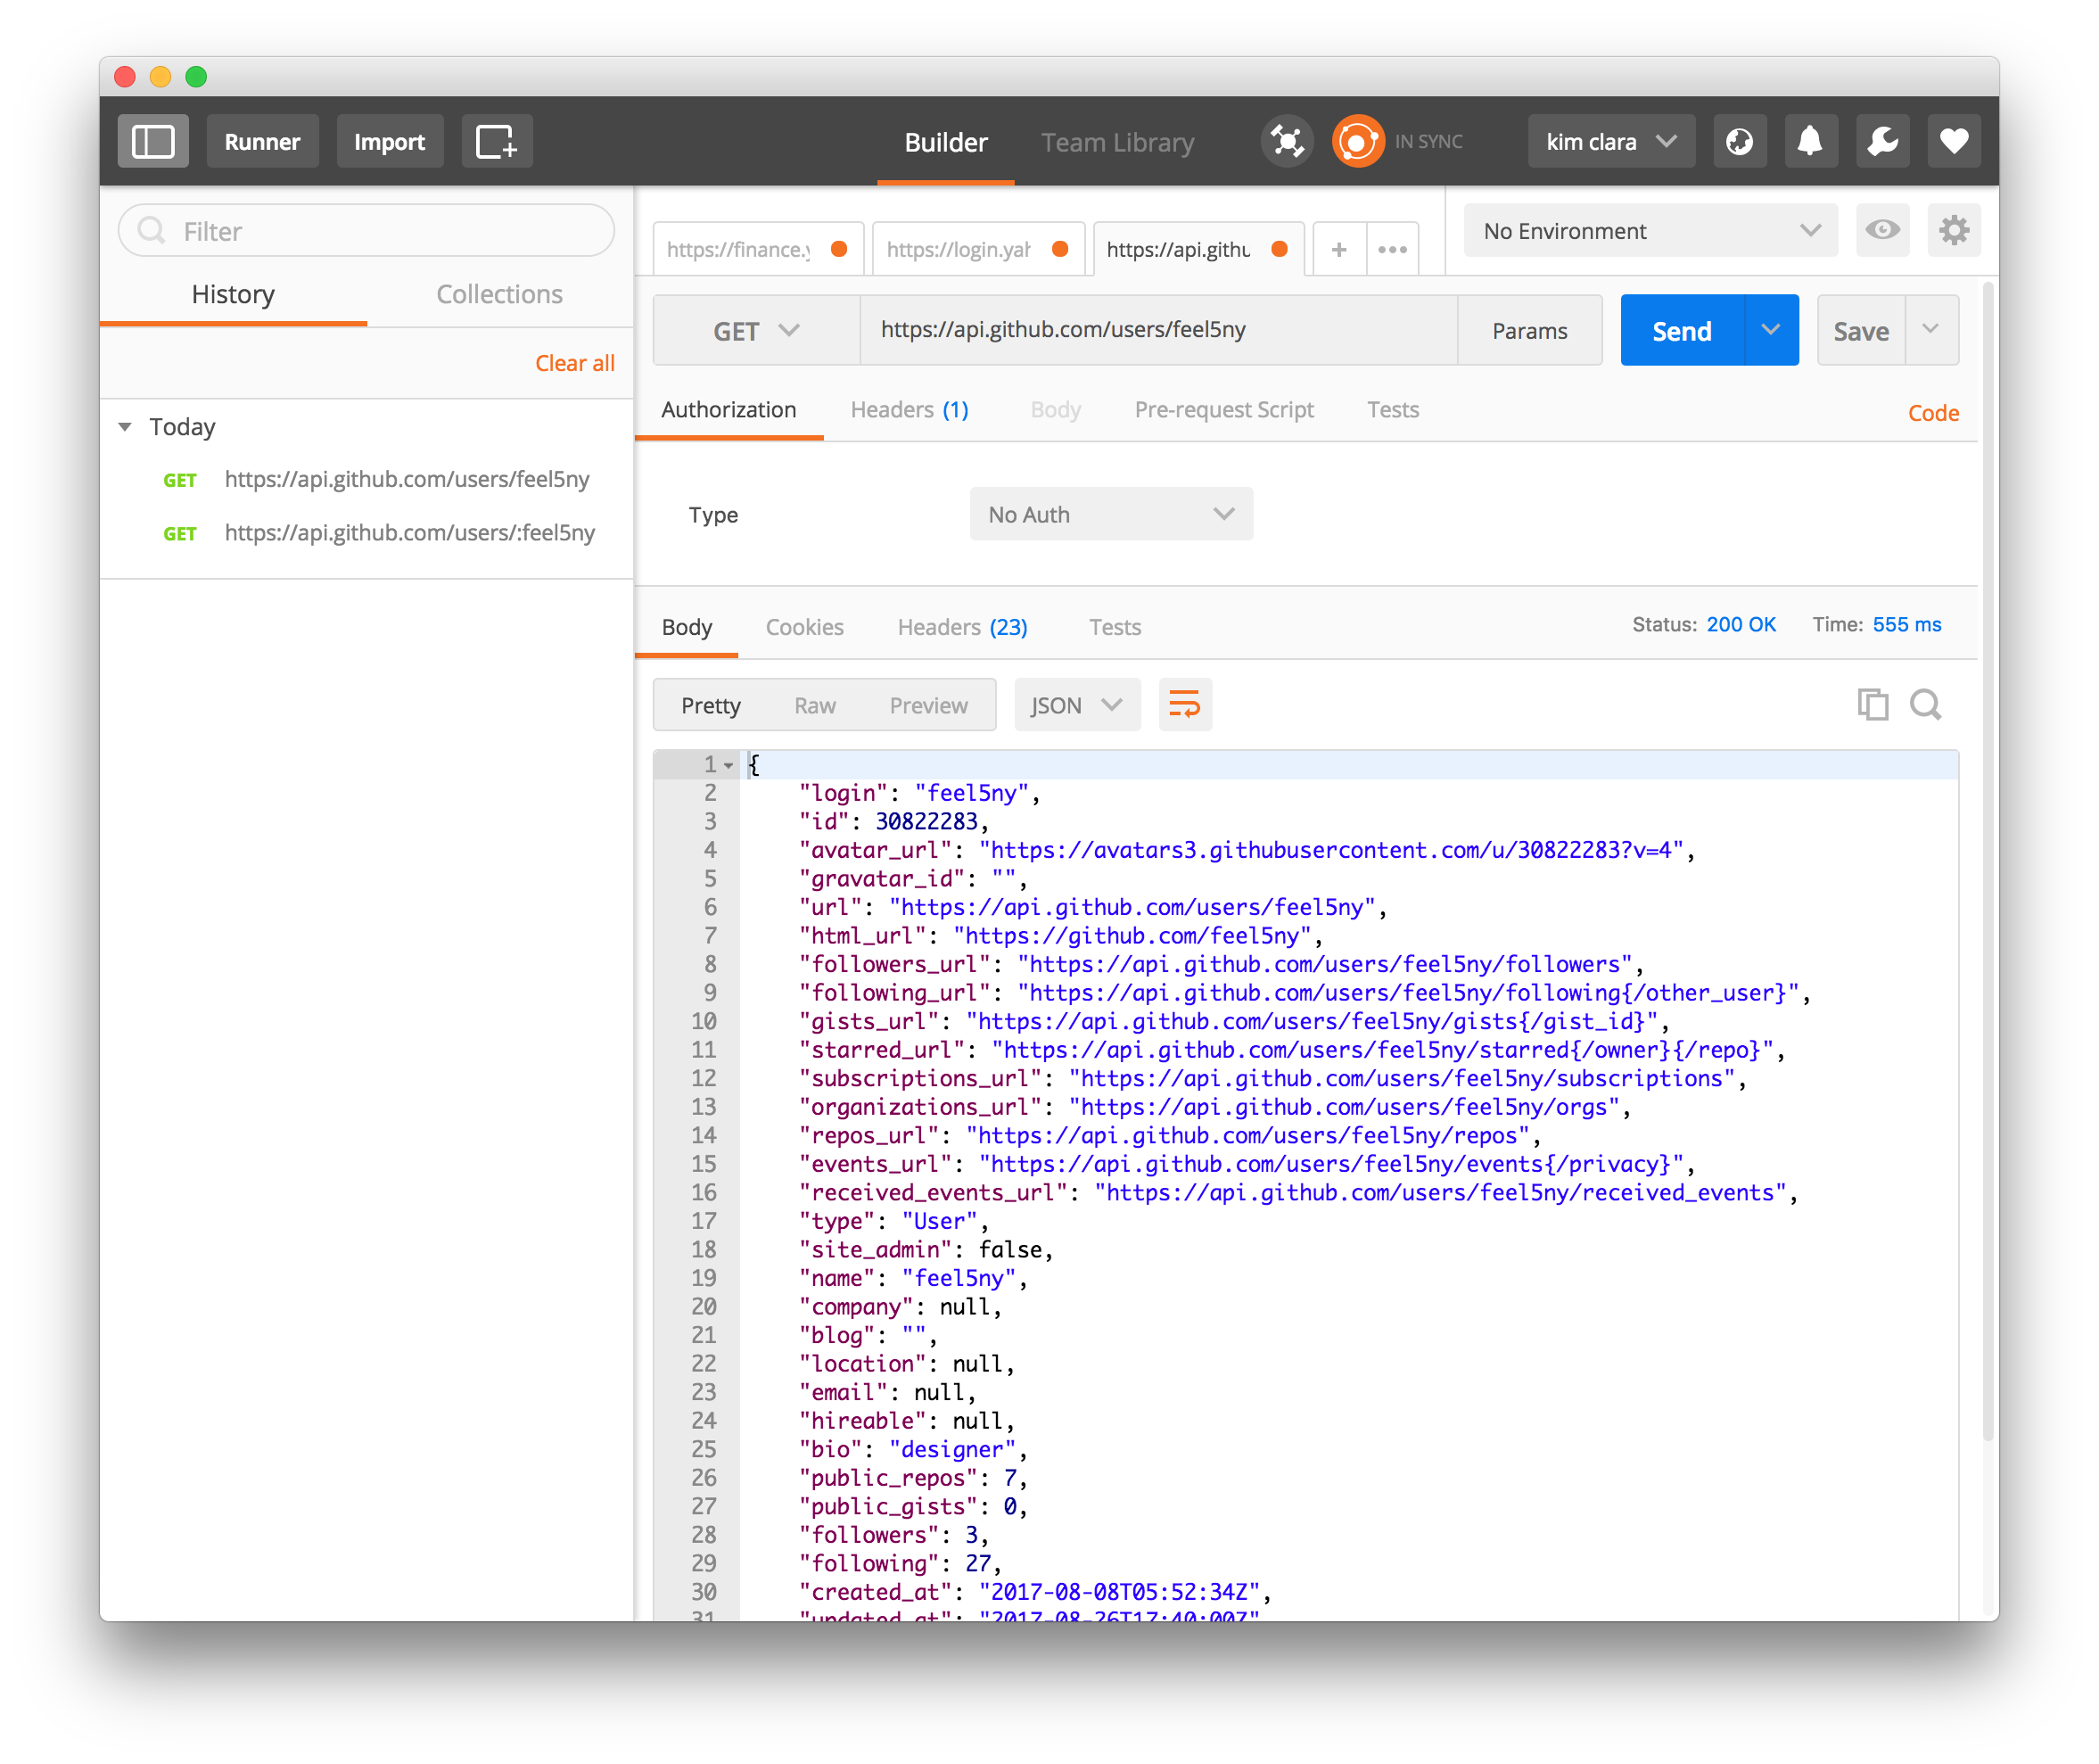 Runner Import Builder Team Library IN SYNC kim clara
Filter
History Collections
Clear all
Today
GET https://api.github.com/users/feel5ny
GET https://api.github.com/users/:feel5ny
https://finance.y https://login.yah https://api.githu + ••• No Environment
GET https://api.github.com/users/feel5ny Params Send Save
Authorization Headers (1) Body Pre-request Script Tests Code
Type No Auth
Body Cookies Headers (23) Tests Status: 200 OK Time: 555 ms
Pretty Raw Preview JSON
1 {
2 "login": "feel5ny",
3 "id": 30822283,
4 "avatar_url": "https://avatars3.githubusercontent.com/u/30822283?v=4",
5 "gravatar_id": "",
6 "url": "https://api.github.com/users/feel5ny",
7 "html_url": "https://github.com/feel5ny",
8 "followers_url": "https://api.github.com/users/feel5ny/followers",
9 "following_url": "https://api.github.com/users/feel5ny/following{/other_user}",
10 "gists_url": "https://api.github.com/users/feel5ny/gists{/gist_id}",
11 "starred_url": "https://api.github.com/users/feel5ny/starred{/owner}{/repo}",
12 "subscriptions_url": "https://api.github.com/users/feel5ny/subscriptions",
13 "organizations_url": "https://api.github.com/users/feel5ny/orgs",
14 "repos_url": "https://api.github.com/users/feel5ny/repos",
15 "events_url": "https://api.github.com/users/feel5ny/events{/privacy}",
16 "received_events_url": "https://api.github.com/users/feel5ny/received_events",
17 "type": "User",
18 "site_admin": false,
19 "name": "feel5ny",
20 "company": null,
21 "blog": "",
22 "location": null,
23 "email": null,
24 "hireable": null,
25 "bio": "designer",
26 "public_repos": 7,
27 "public_gists": 0,
28 "followers": 3,
29 "following": 27,
30 "created_at": "2017-08-08T05:52:34Z",
31 "updated_at": "2017-08-26T17:40:00Z"